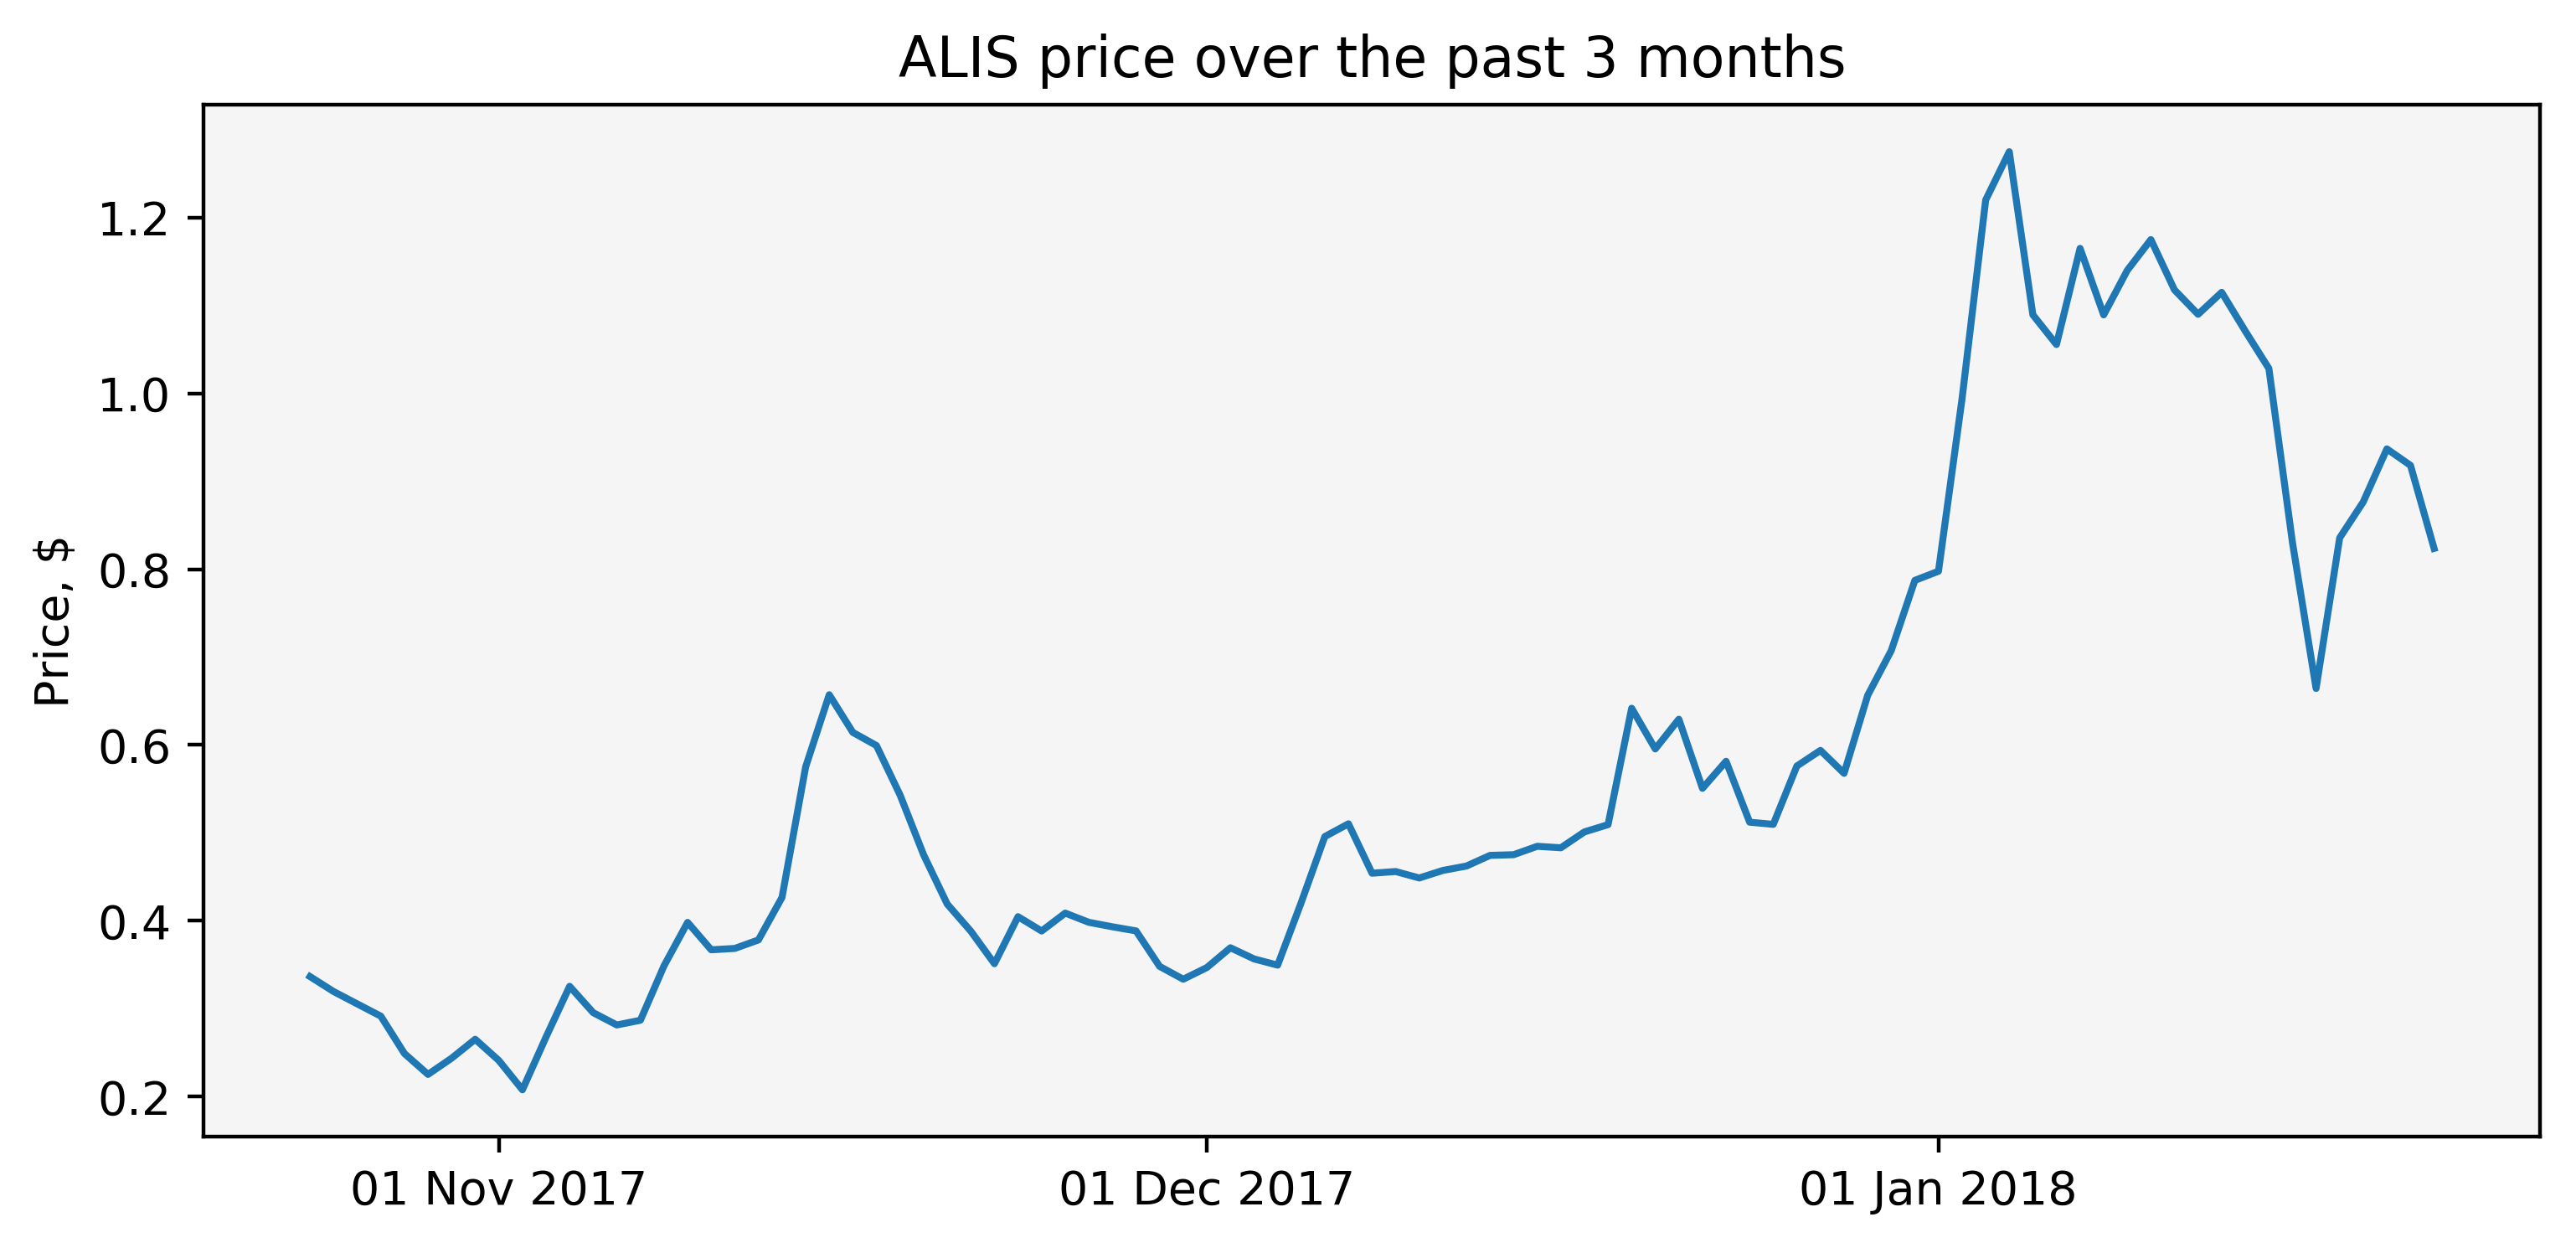 ALIS price over the past 3 months
Price, $
1.2
1.0
0.8
0.6
0.4
0.2
01 Nov 2017
01 Dec 2017
01 Jan 2018